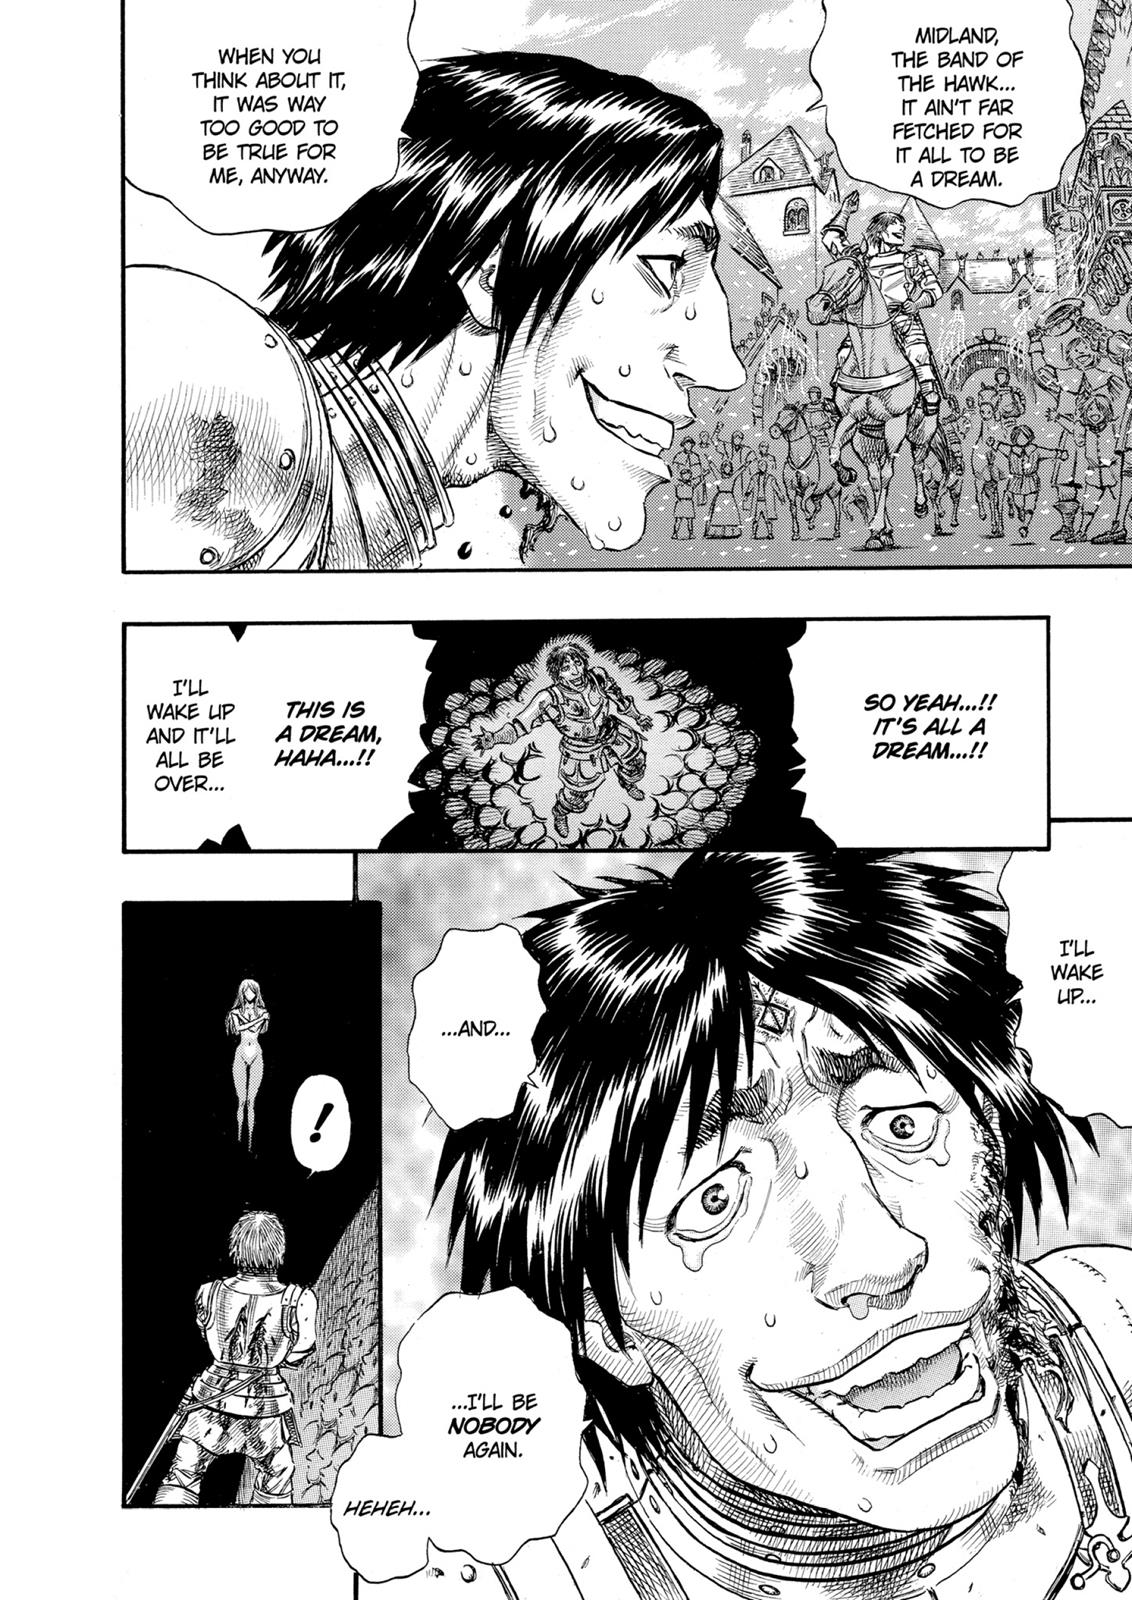 MIDLAND,
THE BAND OF
THE HAWK...
IT AIN'T FAR
FETCHED FOR
IT ALL TO BE
A DREAM.
WHEN YOU
THINK ABOUT IT,
IT WAS WAY
TOO GOOD TO
BE TRUE FOR
ME, ANYWAY.
SO YEAH...!!
IT'S ALL A
DREAM...!!
THIS IS
A DREAM,
HAHA...!!
I'LL
WAKE UP
AND IT'LL
ALL BE
OVER...
I'LL
WAKE
UP...
...AND...
...I'LL BE
NOBODY
AGAIN.
HEHEH...
!